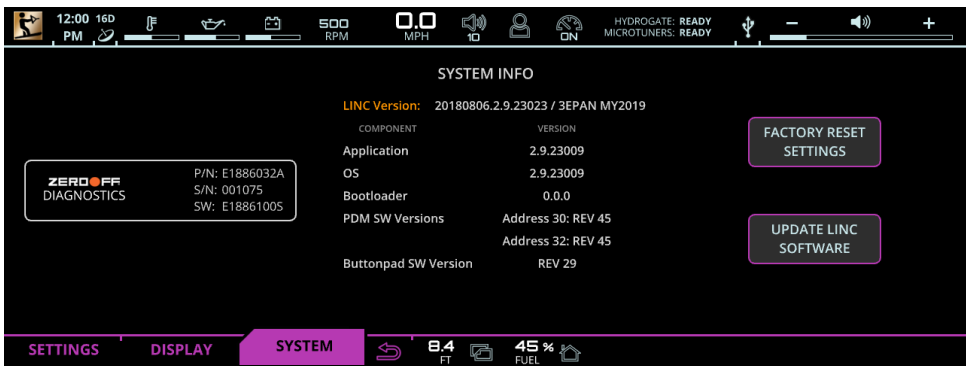 12:00 16D
PM
500
RPM
0.0
MPH
10
ON
HYDROGATE: READY
MICROTUNERS: READY
–
+
SYSTEM INFO
LINC Version: 20180806.2.9.23023 / 3EPAN MY2019
COMPONENT VERSION
Application 2.9.23009
OS 2.9.23009
Bootloader 0.0.0
PDM SW Versions Address 30: REV 45
Address 32: REV 45
Buttonpad SW Version REV 29
ZEROOFF
DIAGNOSTICS
P/N: E1886032A
S/N: 001075
SW: E1886100S
FACTORY RESET
SETTINGS
UPDATE LINC
SOFTWARE
SETTINGS DISPLAY SYSTEM
8.4
FT
45 %
FUEL